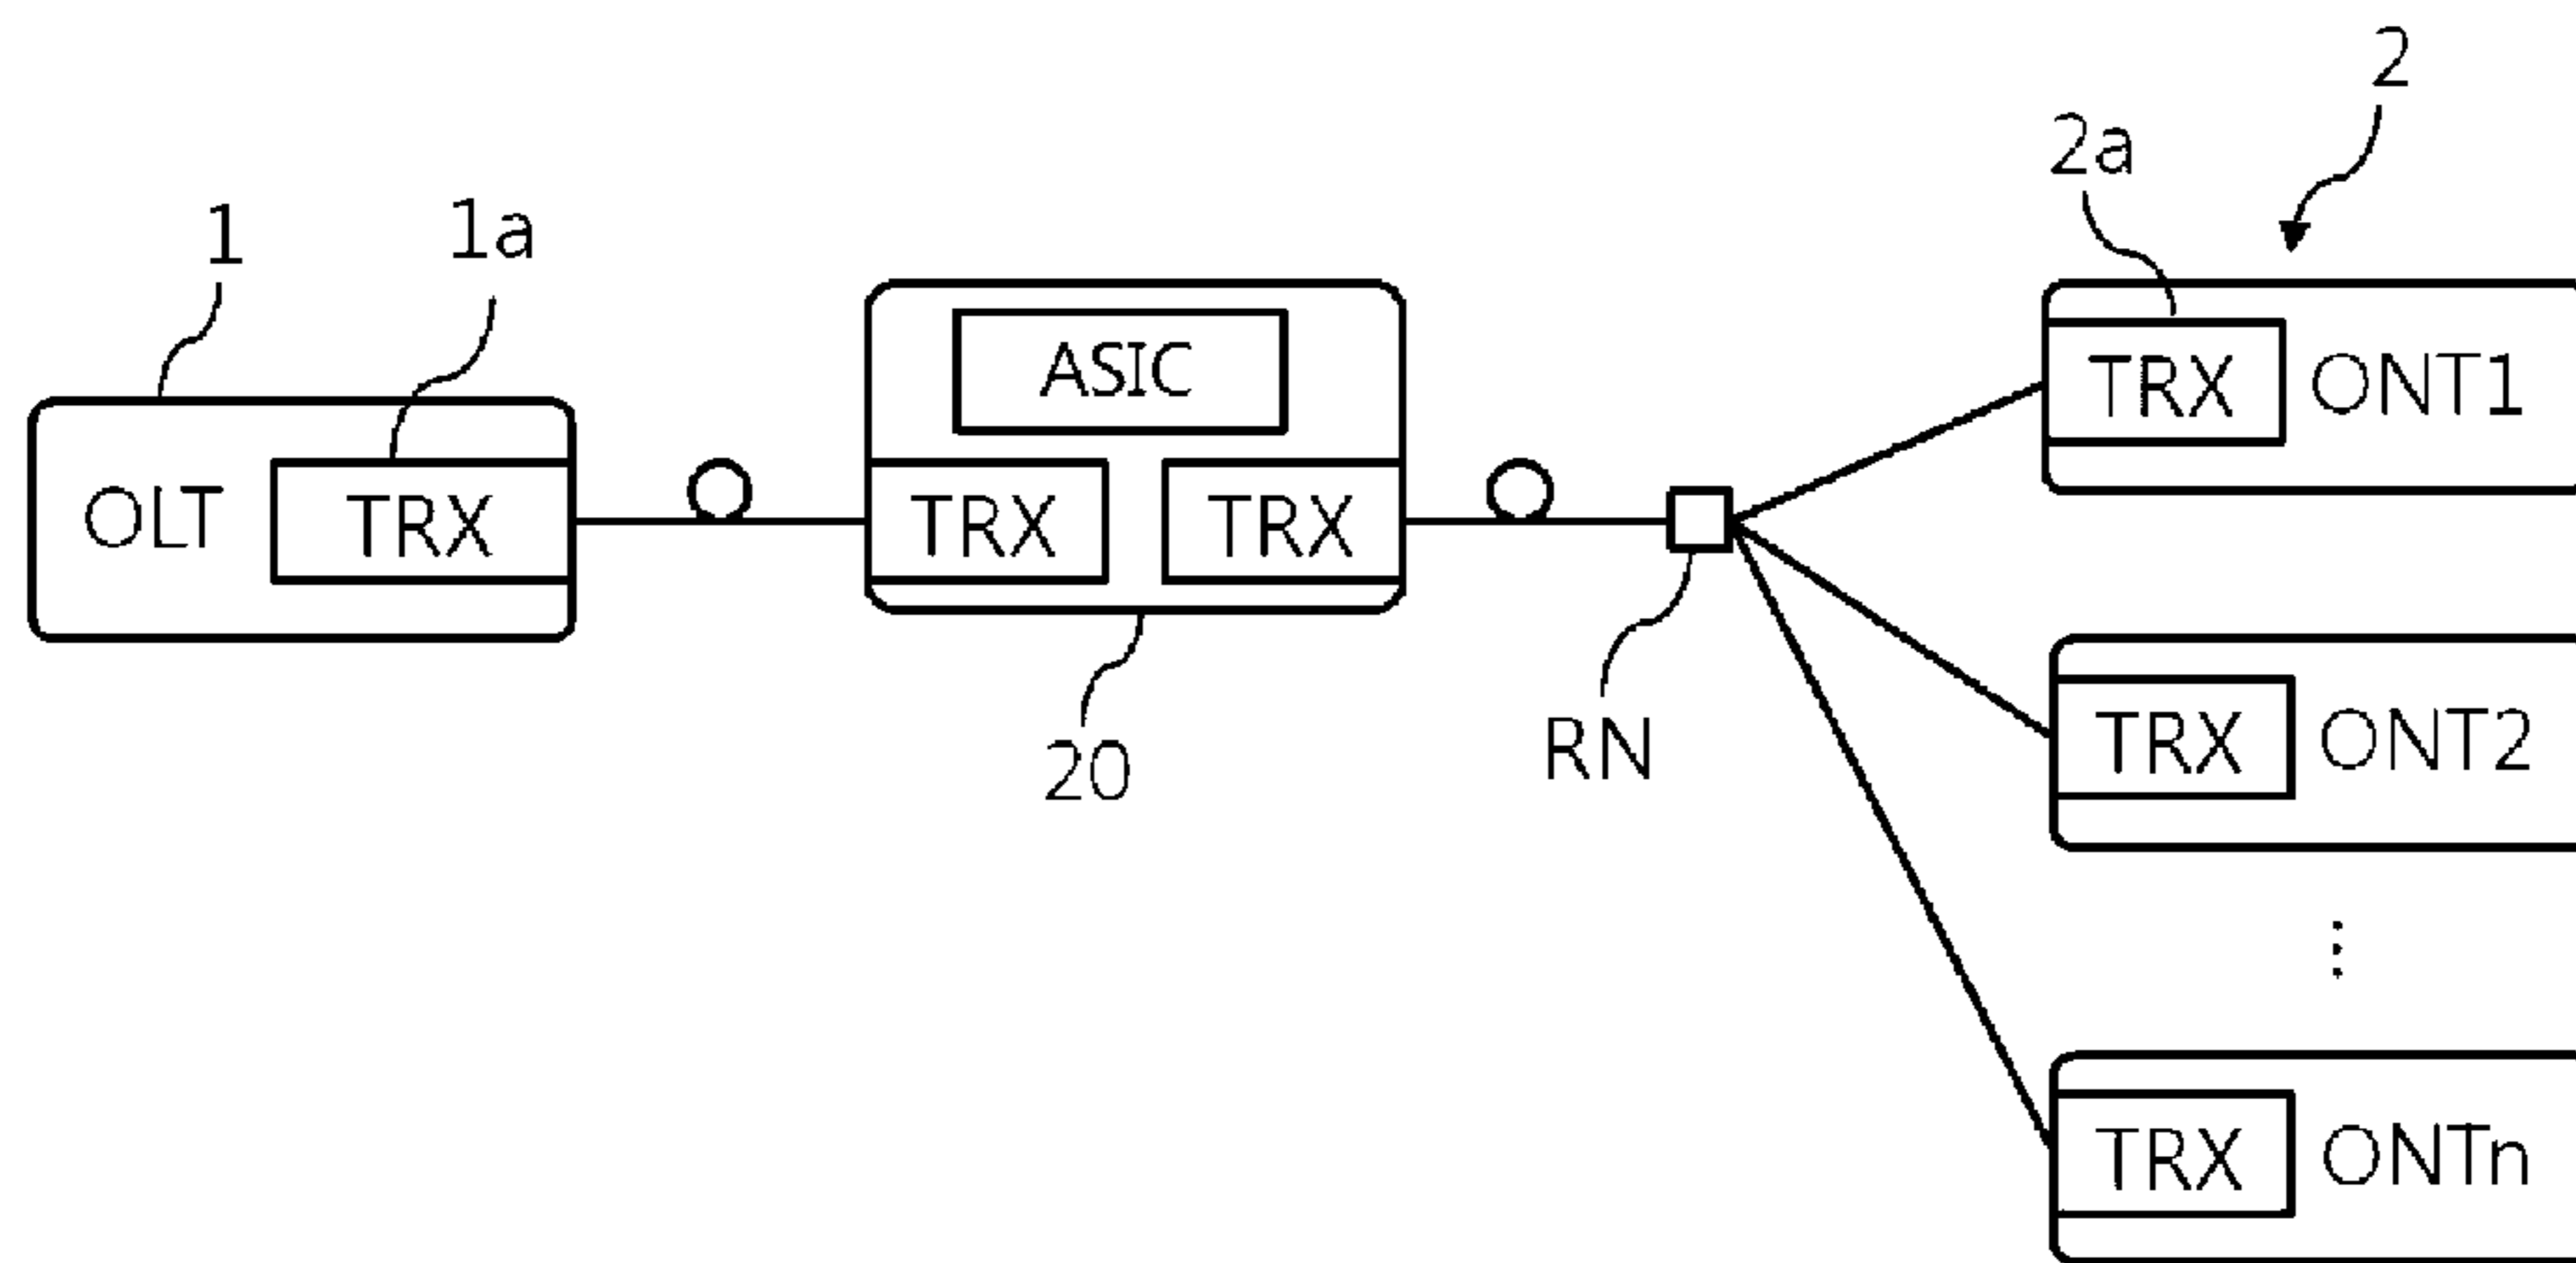 2
2a
1
1a
ASIC
TRX ONT1
OLT TRX
TRX TRX
20
RN
TRX ONT2
⋮
TRX ONTn